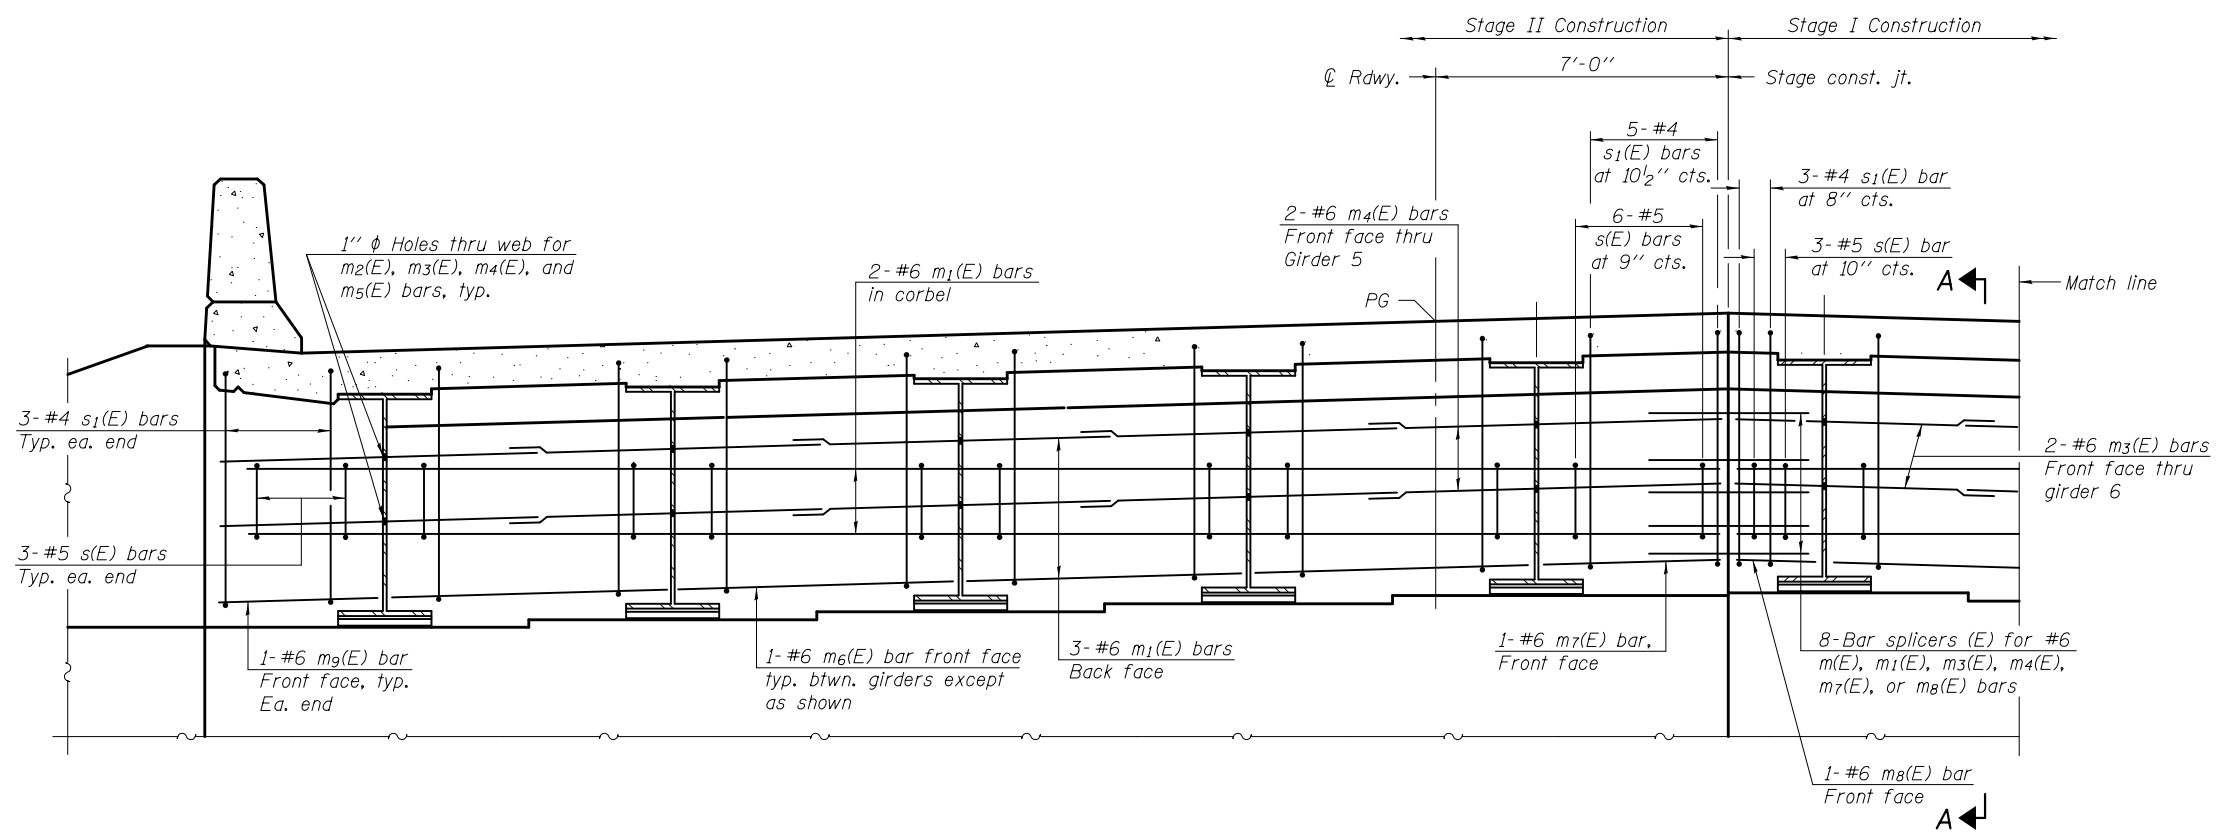 Stage II Construction
Stage I Construction
7'-0"
℄ Rdwy.
Stage const. jt.
5-#4
s1(E) bars
at 10½" cts.
3-#4 s1(E) bar
at 8" cts.
2-#6 m4(E) bars
Front face thru
Girder 5
6-#5
s(E) bars
at 9" cts.
3-#5 s(E) bar
at 10" cts.
1" ϕ Holes thru web for
m2(E), m3(E), m4(E), and
m5(E) bars, typ.
2-#6 m1(E) bars
in corbel
PG
A
Match line
3-#4 s1(E) bars
Typ. ea. end
2-#6 m3(E) bars
Front face thru
girder 6
3-#5 s(E) bars
Typ. ea. end
1-#6 m9(E) bar
Front face, typ.
Ea. end
1-#6 m6(E) bar front face
typ. btwn. girders except
as shown
3-#6 m1(E) bars
Back face
1-#6 m7(E) bar,
Front face
8-Bar splicers (E) for #6
m(E), m1(E), m3(E), m4(E),
m7(E), or m8(E) bars
1-#6 m8(E) bar
Front face
A